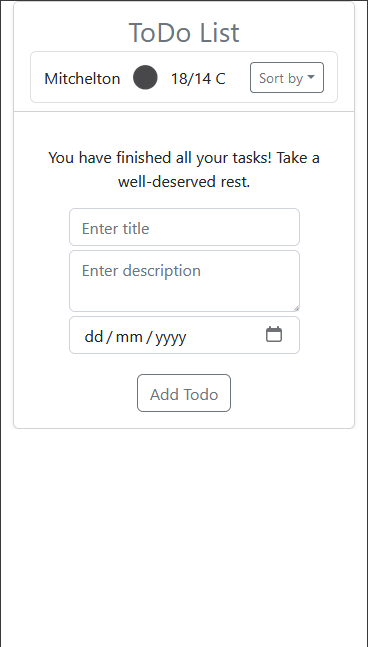 ToDo List
Mitchelton 18/14 C Sort by
You have finished all your tasks! Take a
well-deserved rest.
Enter title
Enter description
dd/mm/yyyy
Add Todo